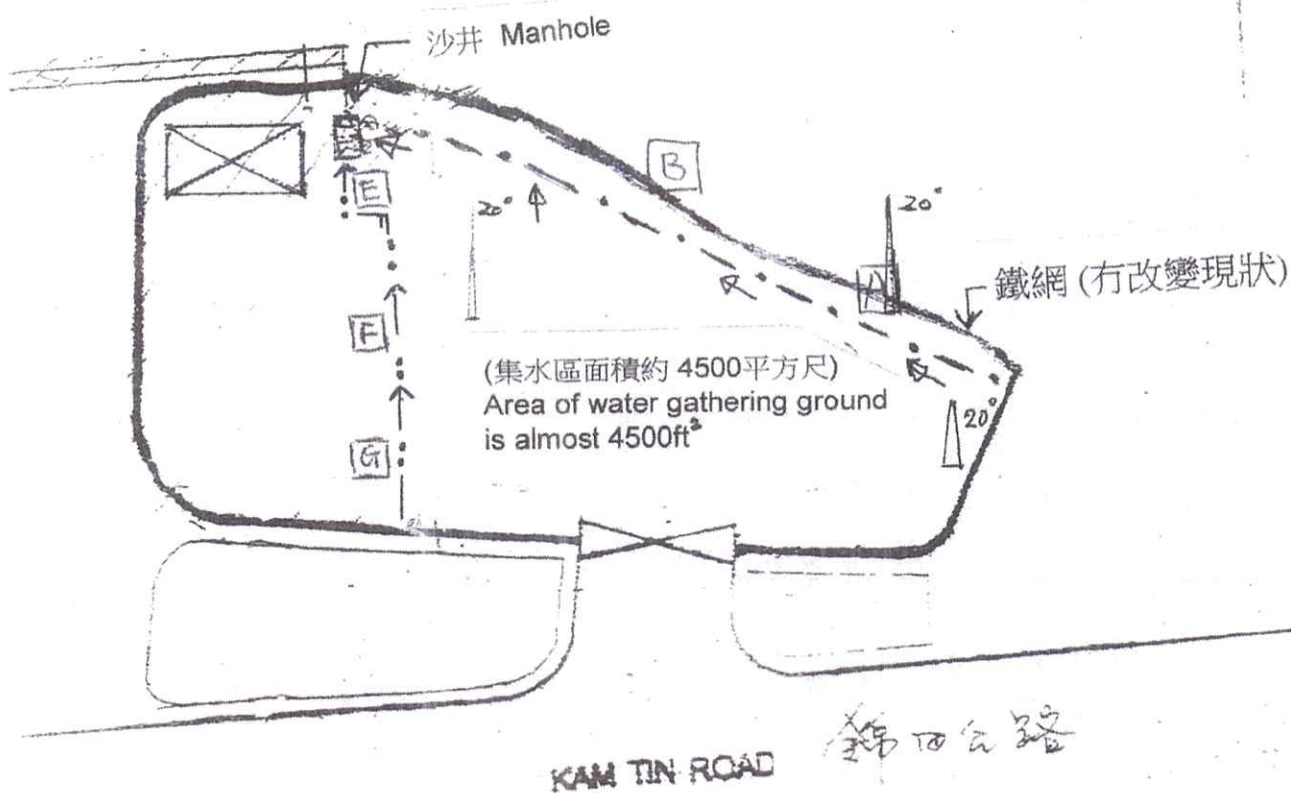 沙井 Manhole
B
E
20°
20°
A
鐵網 (冇改變現狀)
F
(集水區面積約 4500平方尺)
Area of water gathering ground
is almost 4500ft²
20°
G
KAM TIN ROAD 錦田公路